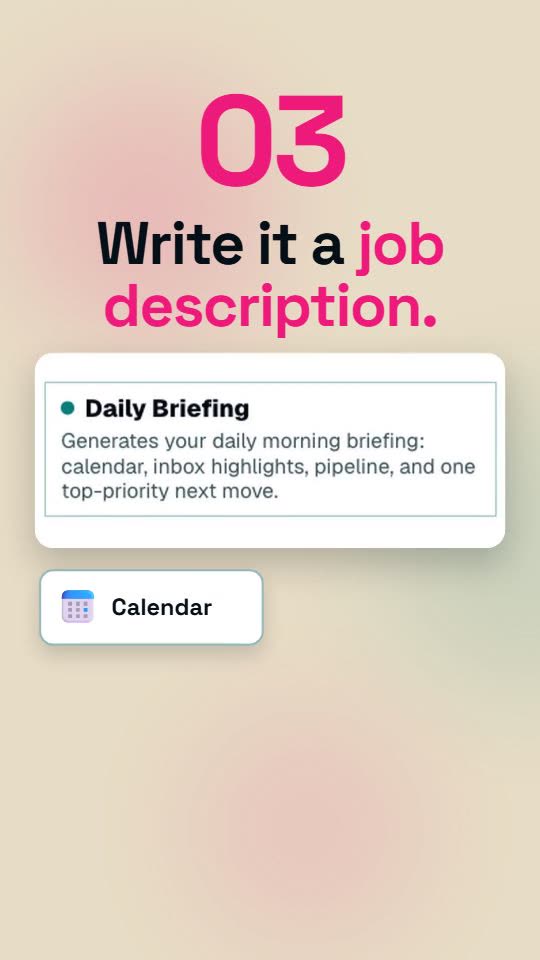 03
Write it a job
description.
Daily Briefing
Generates your daily morning briefing:
calendar, inbox highlights, pipeline, and one
top-priority next move.
Calendar